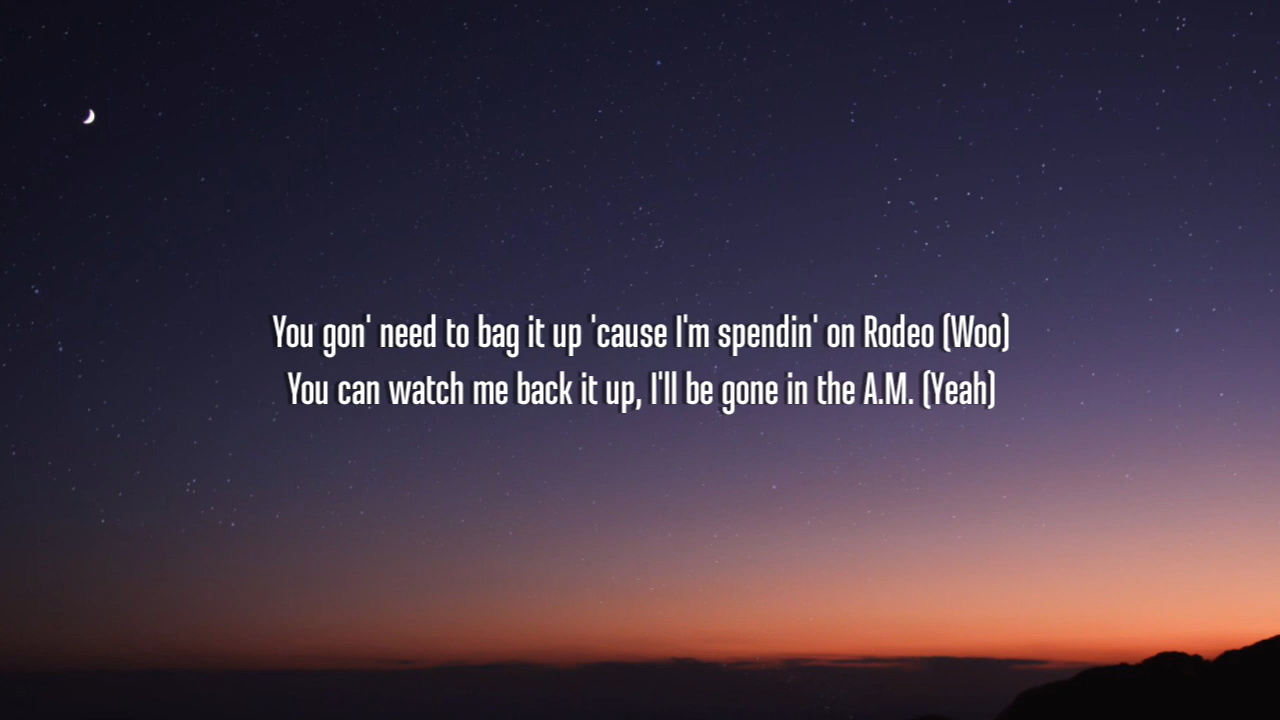 You gon' need to bag it up 'cause I'm spendin' on Rodeo (Woo)
You can watch me back it up, I'll be gone in the A.M. (Yeah)